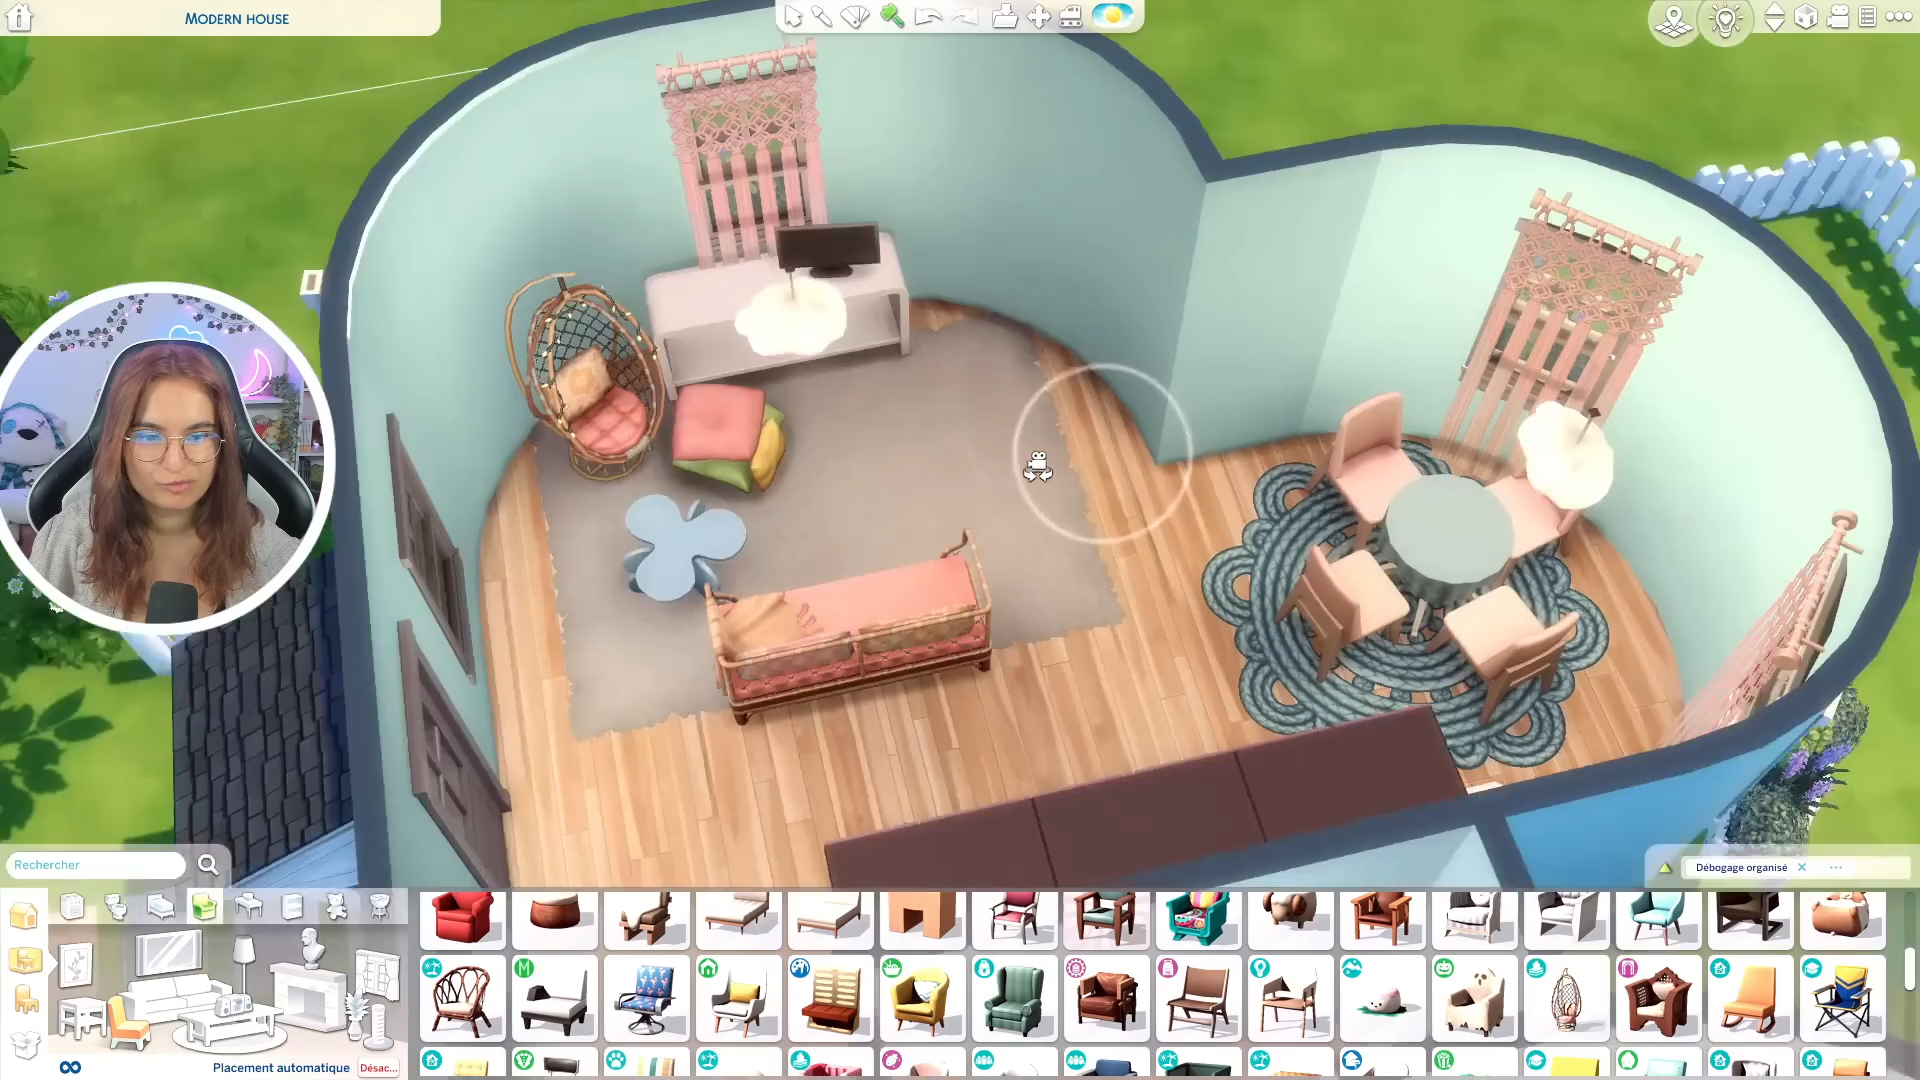 MODERN HOUSE
Rechercher
Débogage organisé
Placement automatique
Désac...